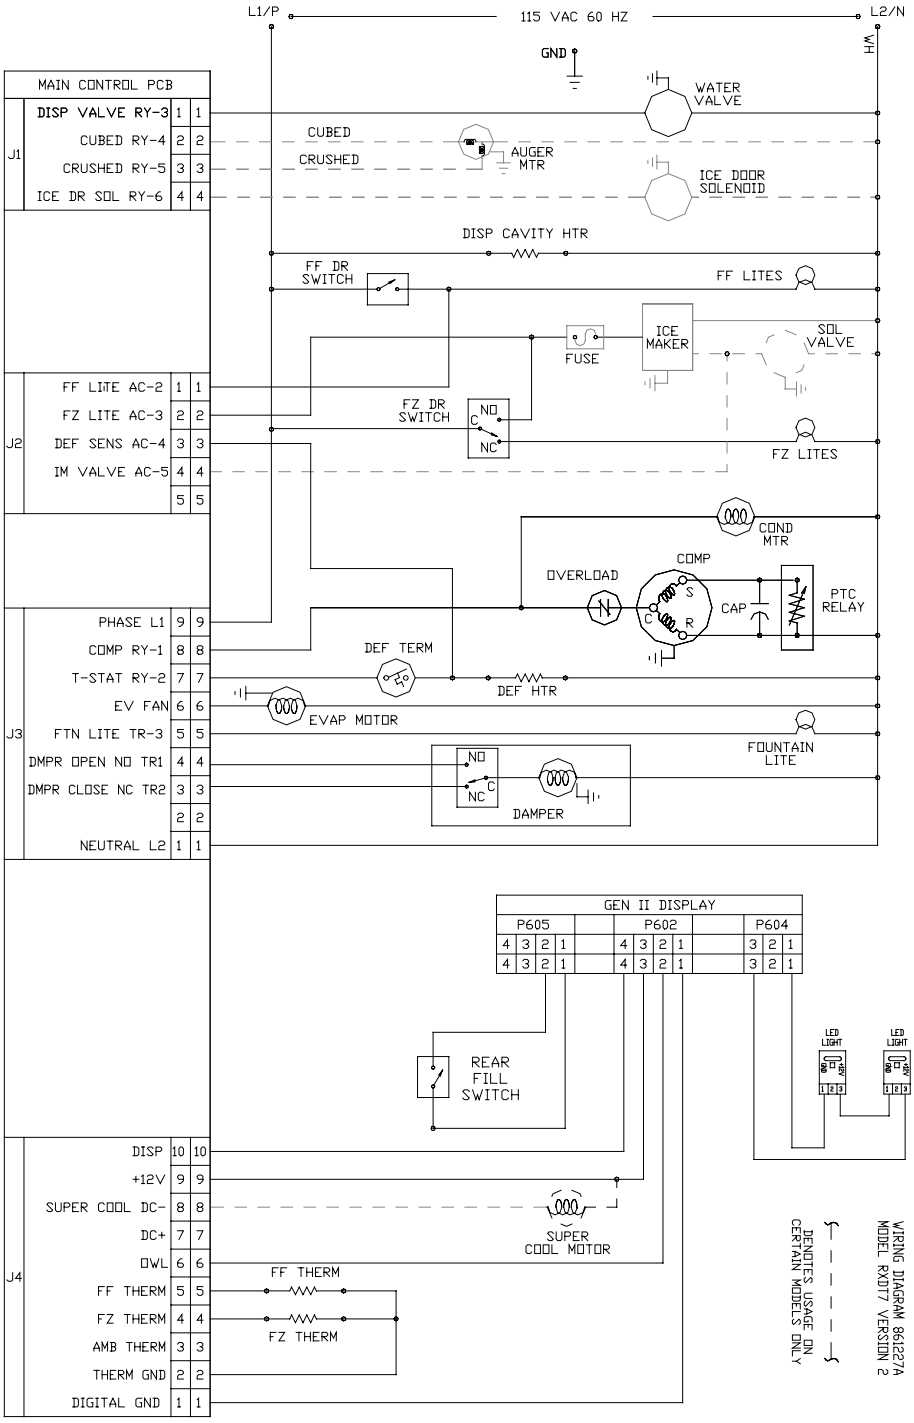 L1/P
115 VAC 60 HZ
L2/N
WH
GND
MAIN CONTROL PCB
J1
DISP VALVE RY-3 1 1
CUBED RY-4 2 2
CRUSHED RY-5 3 3
ICE DR SOL RY-6 4 4
CUBED
CRUSHED
AUGER
MTR
WATER
VALVE
ICE DOOR
SOLENOID
DISP CAVITY HTR
FF DR
SWITCH
FF LITES
FUSE
ICE
MAKER
SOL
VALVE
J2
FF LITE AC-2 1 1
FZ LITE AC-3 2 2
DEF SENS AC-4 3 3
IM VALVE AC-5 4 4
5 5
FZ DR
SWITCH
NO
C
NC
FZ LITES
COND
MTR
COMP
OVERLOAD
S
C
R
CAP
PTC
RELAY
J3
PHASE L1 9 9
COMP RY-1 8 8
T-STAT RY-2 7 7
EV FAN 6 6
FTN LITE TR-3 5 5
DMPR OPEN NO TR1 4 4
DMPR CLOSE NC TR2 3 3
2 2
NEUTRAL L2 1 1
DEF TERM
DEF HTR
EVAP MOTOR
FOUNTAIN
LITE
NO
C
NC
DAMPER
GEN II DISPLAY
P605 P602 P604
4 3 2 1 4 3 2 1 3 2 1
4 3 2 1 4 3 2 1 3 2 1
REAR
FILL
SWITCH
LED
LIGHT
GND
+12V
1 2 3
LED
LIGHT
GND
+12V
1 2 3
J4
DISP 10 10
+12V 9 9
SUPER COOL DC- 8 8
DC+ 7 7
OWL 6 6
FF THERM 5 5
FZ THERM 4 4
AMB THERM 3 3
THERM GND 2 2
DIGITAL GND 1 1
SUPER
COOL MOTOR
FF THERM
FZ THERM
DENOTES USAGE ON
CERTAIN MODELS ONLY
WIRING DIAGRAM 861227A
MODEL RXDT7 VERSION 2